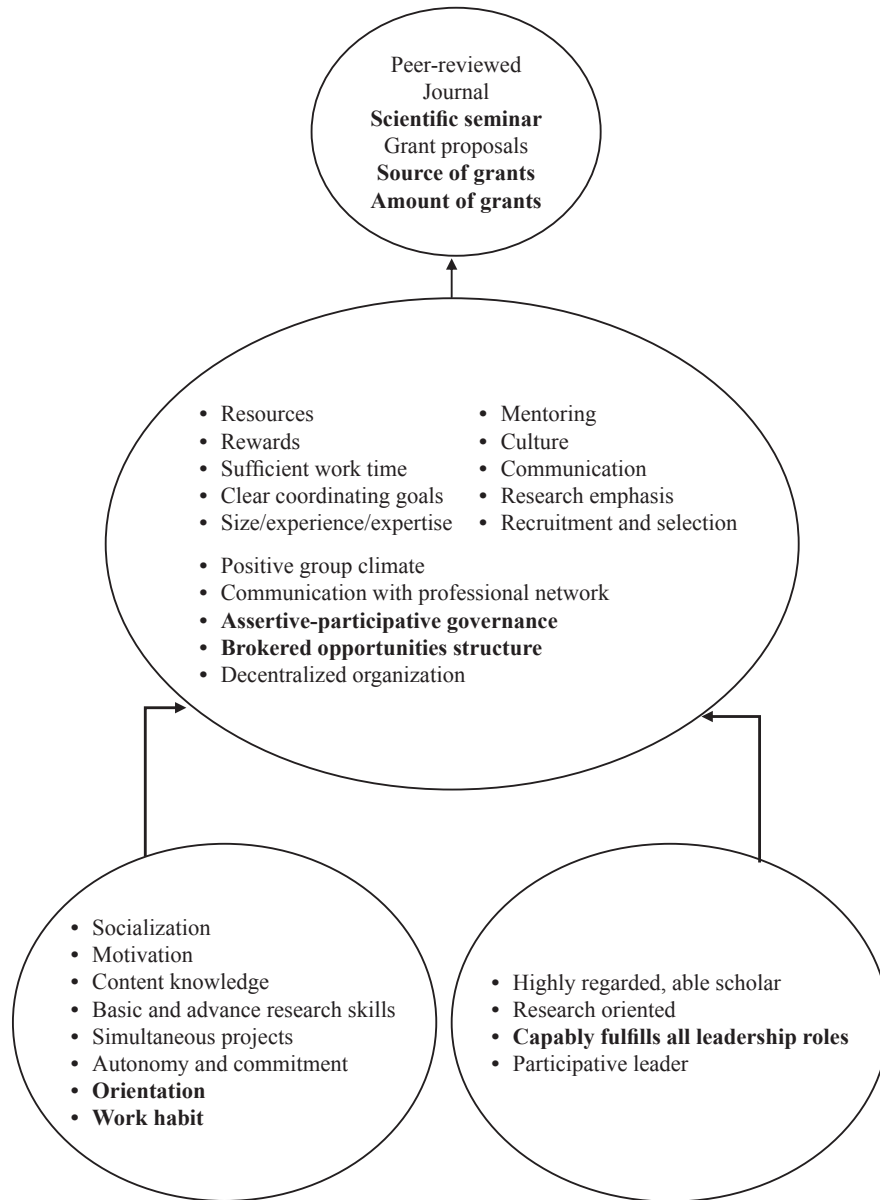 Peer-reviewed
Journal
Scientific seminar
Grant proposals
Source of grants
Amount of grants
• Resources
• Rewards
• Sufficient work time
• Clear coordinating goals
• Size/experience/expertise
• Mentoring
• Culture
• Communication
• Research emphasis
• Recruitment and selection
• Positive group climate
• Communication with professional network
• Assertive-participative governance
• Brokered opportunities structure
• Decentralized organization
• Socialization
• Motivation
• Content knowledge
• Basic and advance research skills
• Simultaneous projects
• Autonomy and commitment
• Orientation
• Work habit
• Highly regarded, able scholar
• Research oriented
• Capably fulfills all leadership roles
• Participative leader